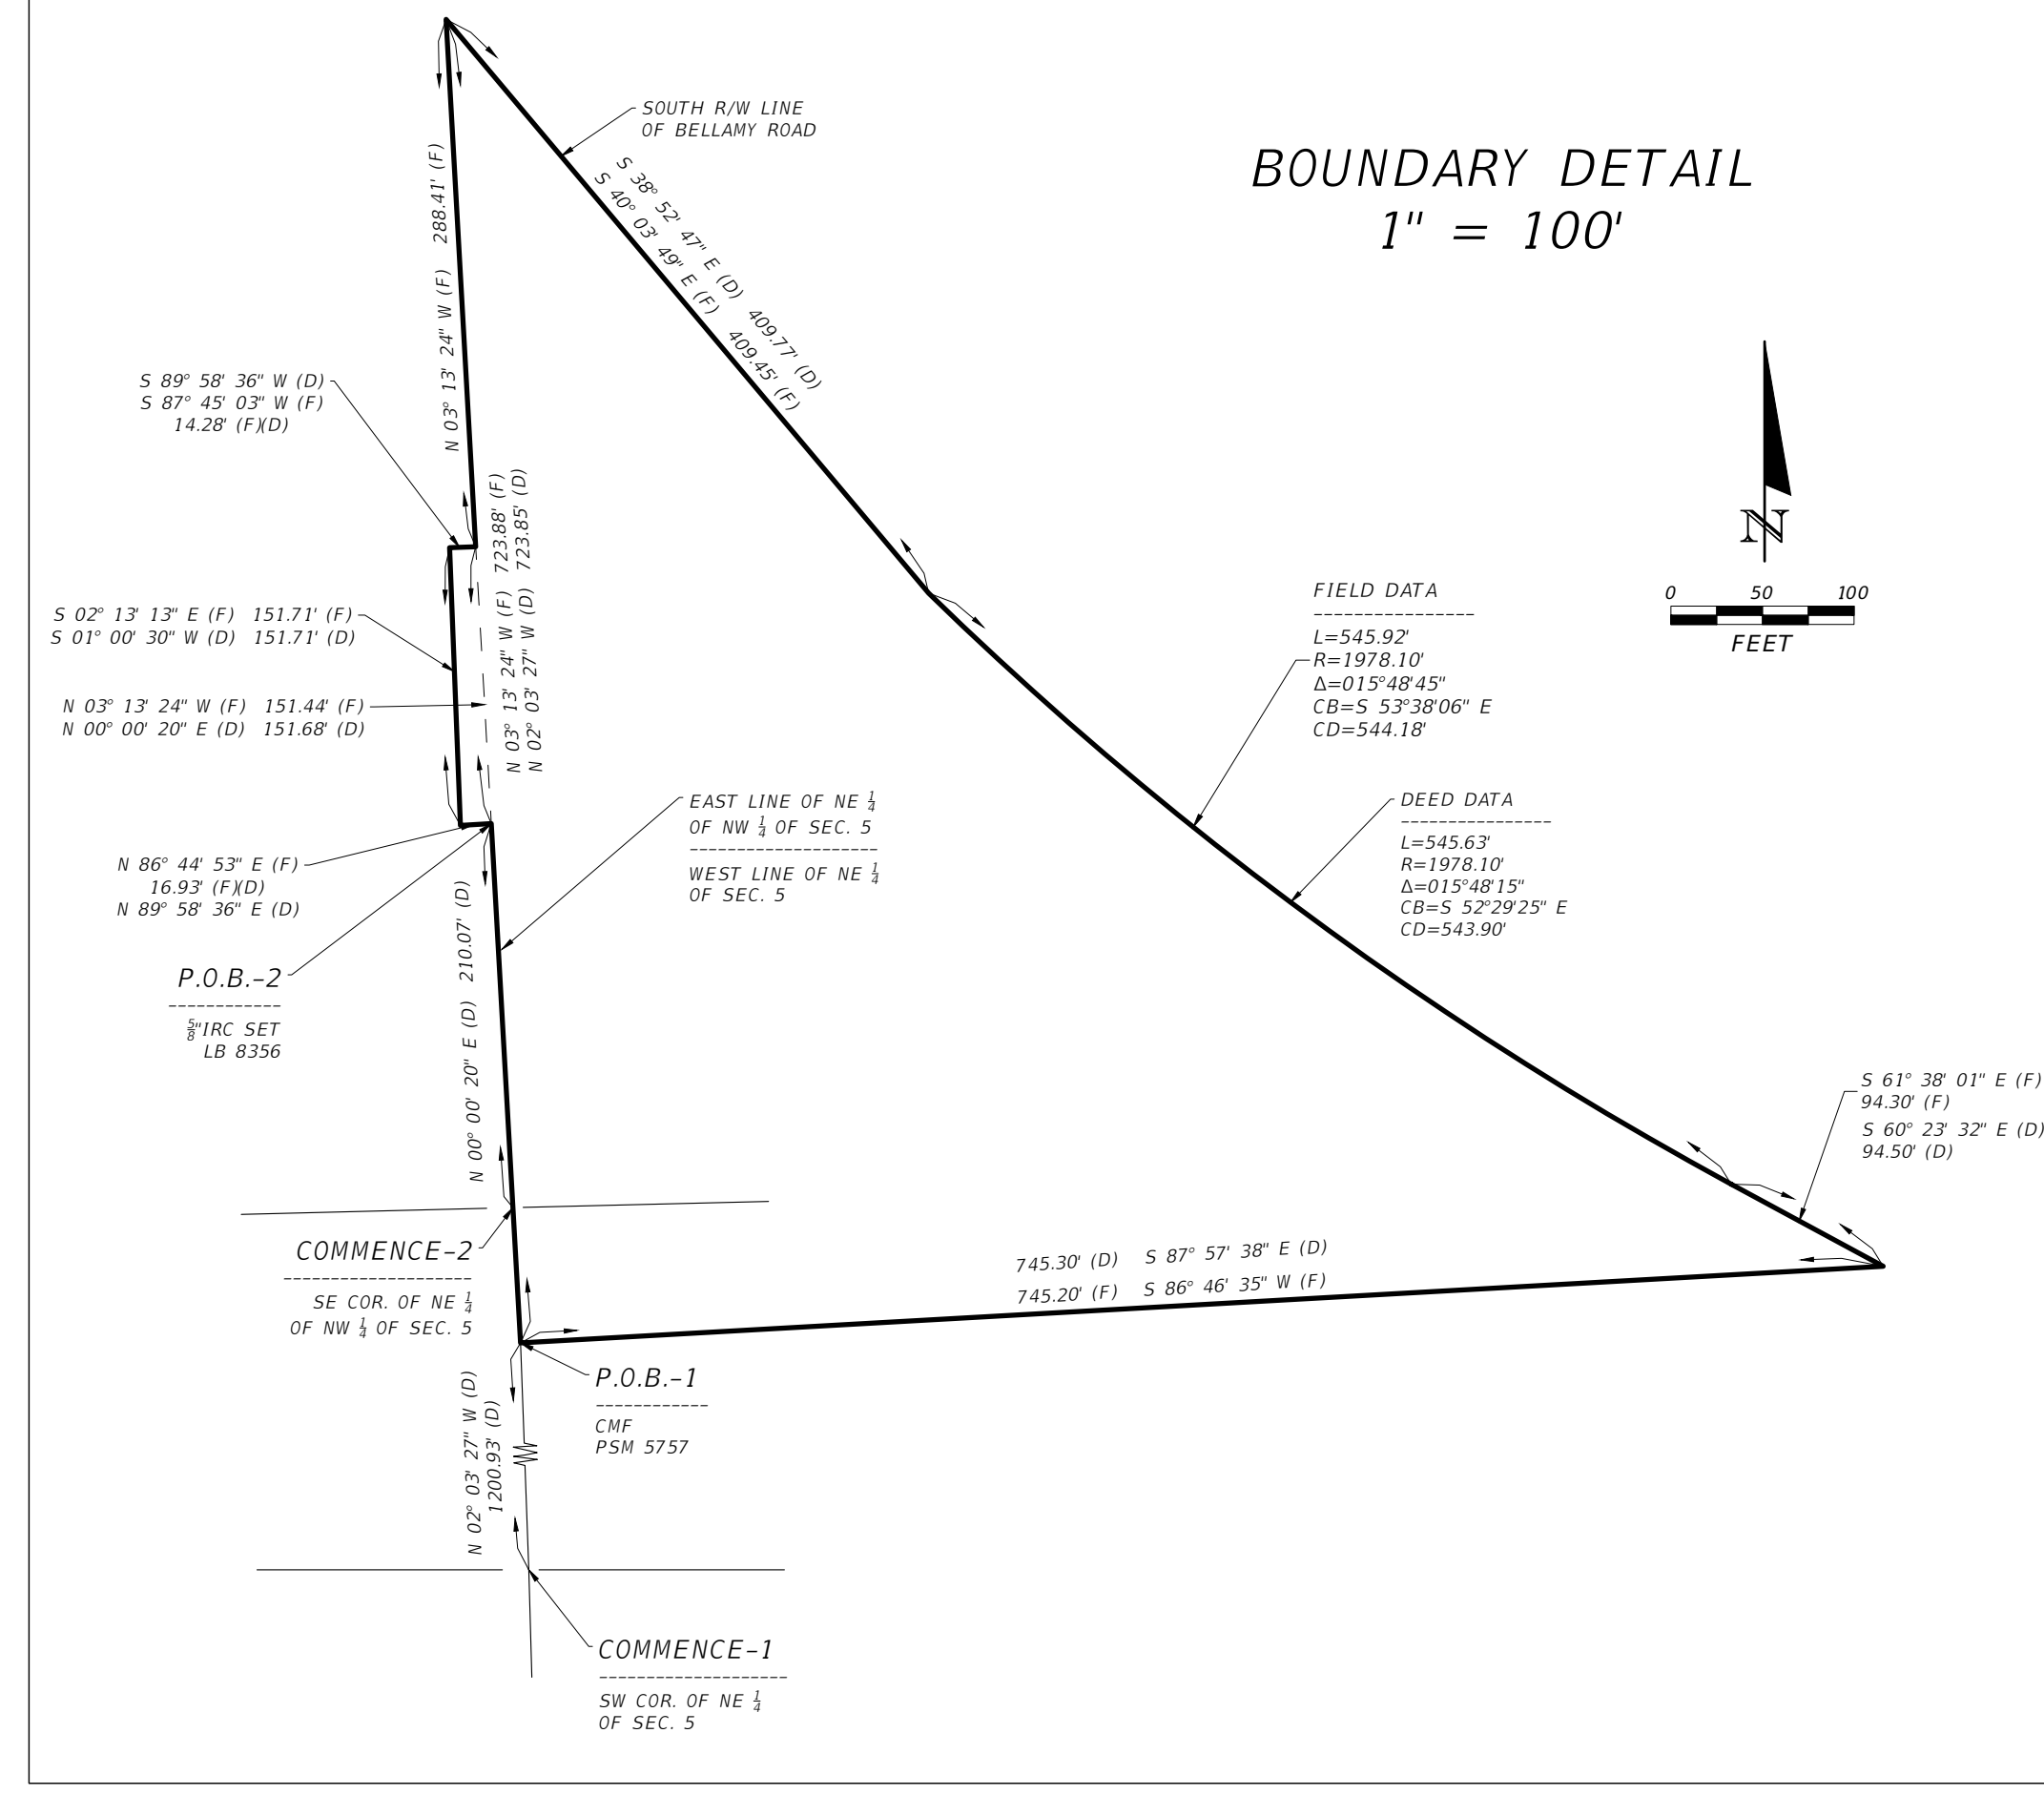 BOUNDARY DETAIL
1" = 100'
SOUTH R/W LINE
OF BELLAMY ROAD
S 38° 52' 47" E (D) 409.77' (D)
S 40° 03' 49" E (F) 409.45' (F)
N 03° 13' 24" W (F) 288.41' (F)
S 89° 58' 36" W (D)
S 87° 45' 03" W (F)
14.28' (F)(D)
N 03° 13' 24" W (F) 723.88' (F)
N 02° 03' 27" W (D) 723.85' (D)
S 02° 13' 13" E (F) 151.71' (F)
S 01° 00' 30" W (D) 151.71' (D)
N 03° 13' 24" W (F) 151.44' (F)
N 00° 00' 20" E (D) 151.68' (D)
N
0 50 100
FEET
FIELD DATA
---------------
L=545.92'
R=1978.10'
Δ=015°48'45"
CB=S 53°38'06" E
CD=544.18'
DEED DATA
---------------
L=545.63'
R=1978.10'
Δ=015°48'15"
CB=S 52°29'25" E
CD=543.90'
EAST LINE OF NE 1/4
OF NW 1/4 OF SEC. 5
-------------------
WEST LINE OF NE 1/4
OF SEC. 5
N 86° 44' 53" E (F)
16.93' (F)(D)
N 89° 58' 36" E (D)
P.O.B.-2
------------
5/8"IRC SET
LB 8356
N 00° 00' 20" E (D) 210.07' (D)
S 61° 38' 01" E (F)
94.30' (F)
S 60° 23' 32" E (D)
94.50' (D)
COMMENCE-2
-------------------
SE COR. OF NE 1/4
OF NW 1/4 OF SEC. 5
745.30' (D) S 87° 57' 38" E (D)
745.20' (F) S 86° 46' 35" W (F)
P.O.B.-1
------------
CMF
PSM 5757
N 02° 03' 27" W (D)
1200.93' (D)
COMMENCE-1
-------------------
SW COR. OF NE 1/4
OF SEC. 5